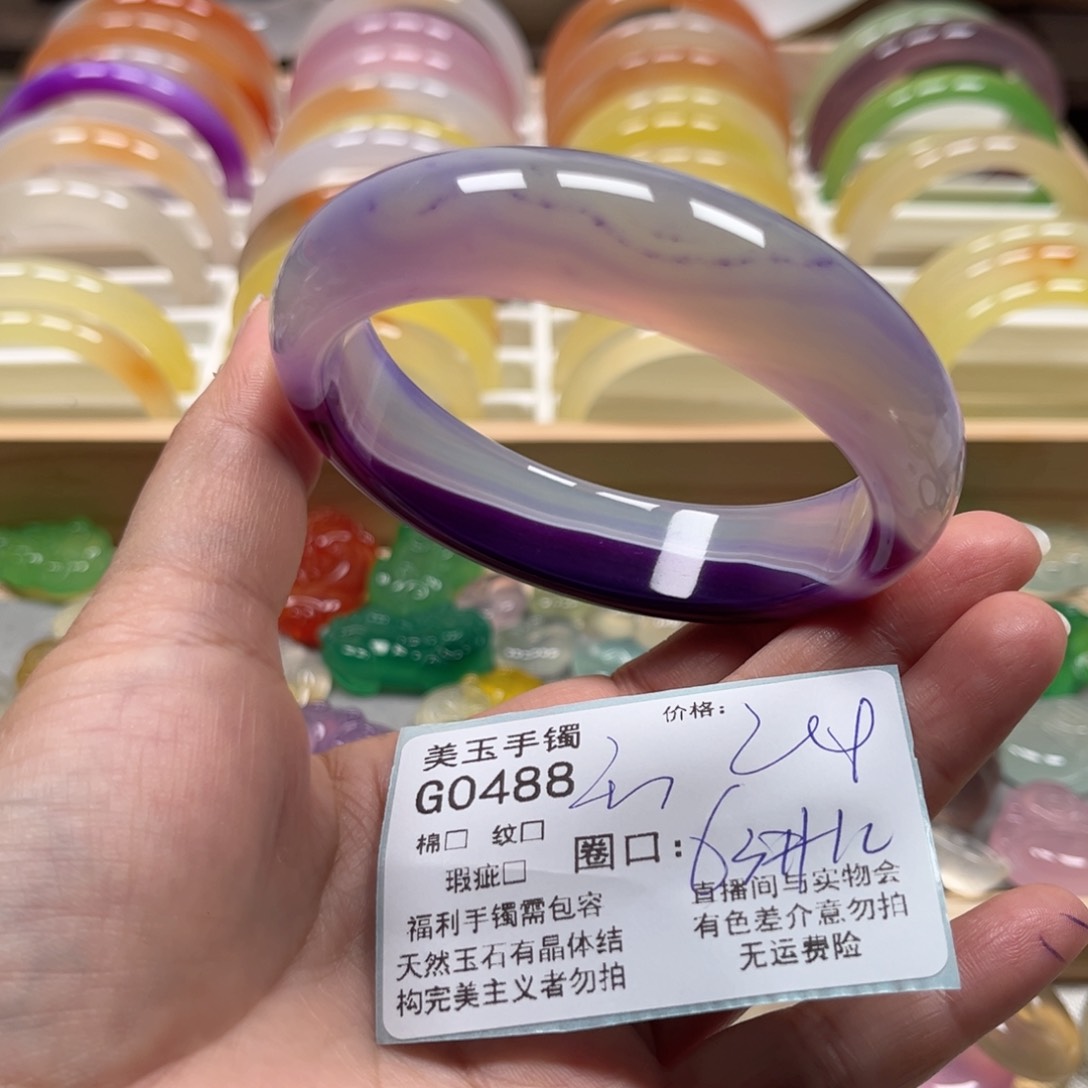 价格:
美玉手镯
G0488
棉□ 纹□
圈口:
瑕疵□
福利手镯需包容
天然玉石有晶体结
构完美主义者勿拍
直播间与实物会
有色差介意勿拍
无运费险